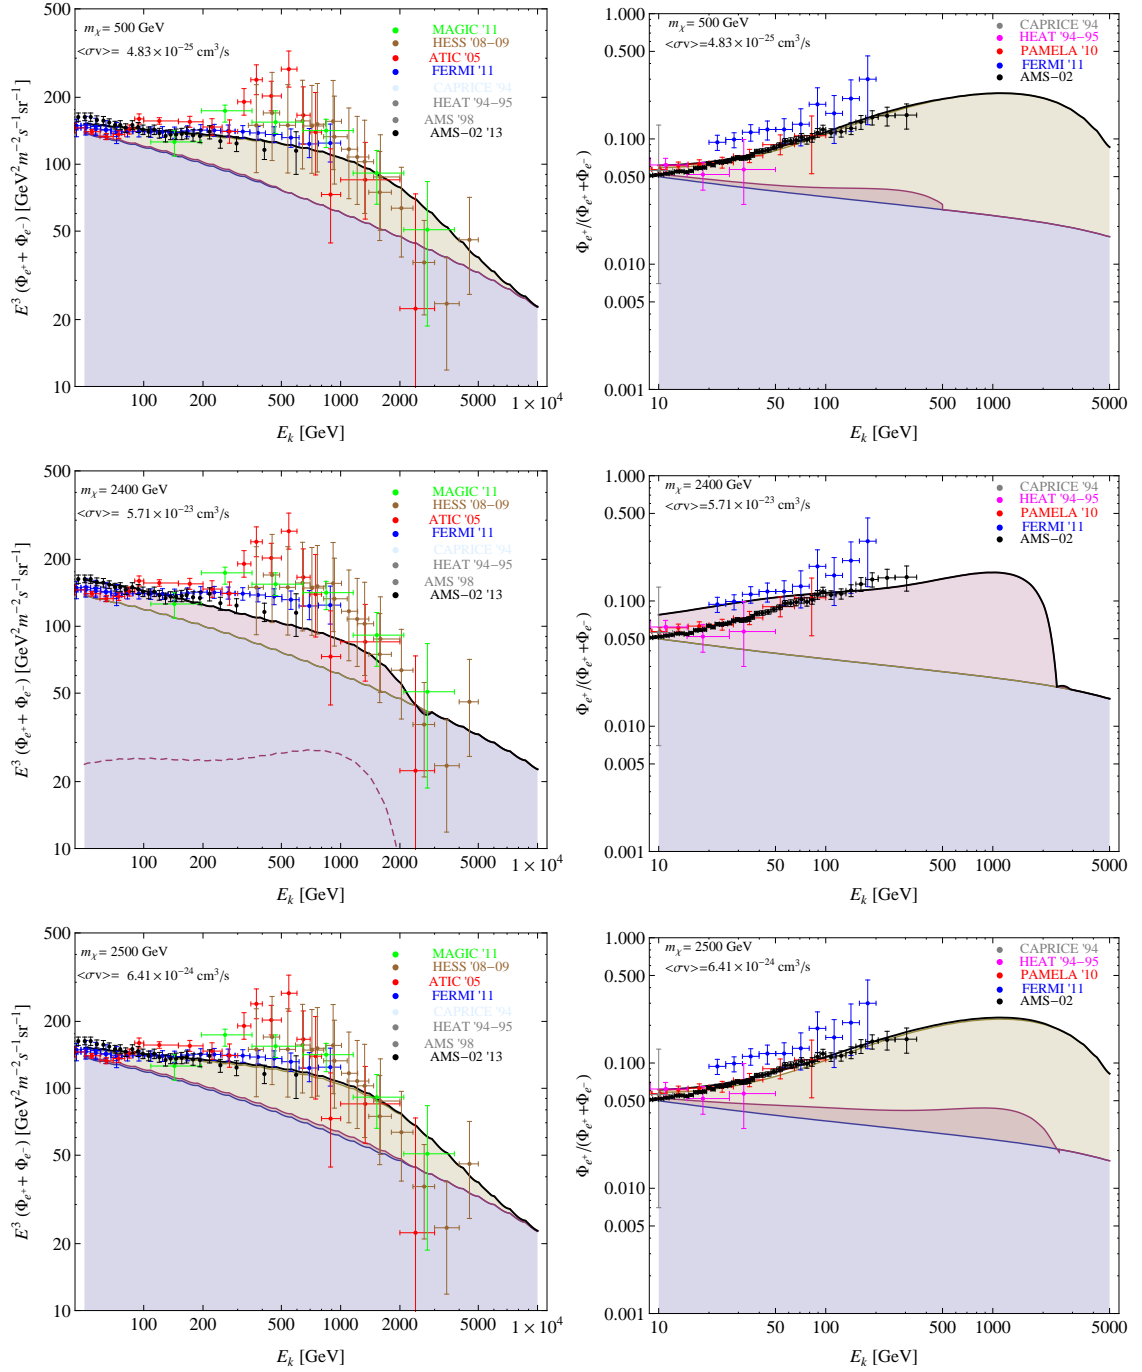 m_χ = 500 GeV
<σv>= 4.83×10⁻²⁵ cm³/s
MAGIC '11
HESS '08−09
ATIC '05
FERMI '11
CAPRICE '94
HEAT '94−95
AMS '98
AMS−02 '13
E³ (Φ_e⁺ + Φ_e⁻) [GeV²m⁻²s⁻¹sr⁻¹]
500
200
100
50
20
10
100 200 500 1000 2000 5000 1×10⁴
E_k [GeV]
m_χ = 500 GeV
<σv>=4.83×10⁻²⁵ cm³/s
CAPRICE '94
HEAT '94−95
PAMELA '10
FERMI '11
AMS−02
Φ_e⁺/(Φ_e⁺+Φ_e⁻)
1.000
0.500
0.100
0.050
0.010
0.005
0.001
10 50 100 500 1000 5000
E_k [GeV]
m_χ = 2400 GeV
<σv>= 5.71×10⁻²³ cm³/s
MAGIC '11
HESS '08−09
ATIC '05
FERMI '11
CAPRICE '94
HEAT '94−95
AMS '98
AMS−02 '13
E³ (Φ_e⁺ + Φ_e⁻) [GeV²m⁻²s⁻¹sr⁻¹]
500
200
100
50
20
10
100 200 500 1000 2000 5000 1×10⁴
E_k [GeV]
m_χ = 2400 GeV
<σv>=5.71×10⁻²³ cm³/s
CAPRICE '94
HEAT '94−95
PAMELA '10
FERMI '11
AMS−02
Φ_e⁺/(Φ_e⁺+Φ_e⁻)
1.000
0.500
0.100
0.050
0.010
0.005
0.001
10 50 100 500 1000 5000
E_k [GeV]
m_χ = 2500 GeV
<σv>= 6.41×10⁻²⁴ cm³/s
MAGIC '11
HESS '08−09
ATIC '05
FERMI '11
CAPRICE '94
HEAT '94−95
AMS '98
AMS−02 '13
E³ (Φ_e⁺ + Φ_e⁻) [GeV²m⁻²s⁻¹sr⁻¹]
500
200
100
50
20
10
100 200 500 1000 2000 5000 1×10⁴
E_k [GeV]
m_χ = 2500 GeV
<σv>=6.41×10⁻²⁴ cm³/s
CAPRICE '94
HEAT '94−95
PAMELA '10
FERMI '11
AMS−02
Φ_e⁺/(Φ_e⁺+Φ_e⁻)
1.000
0.500
0.100
0.050
0.010
0.005
0.001
10 50 100 500 1000 5000
E_k [GeV]